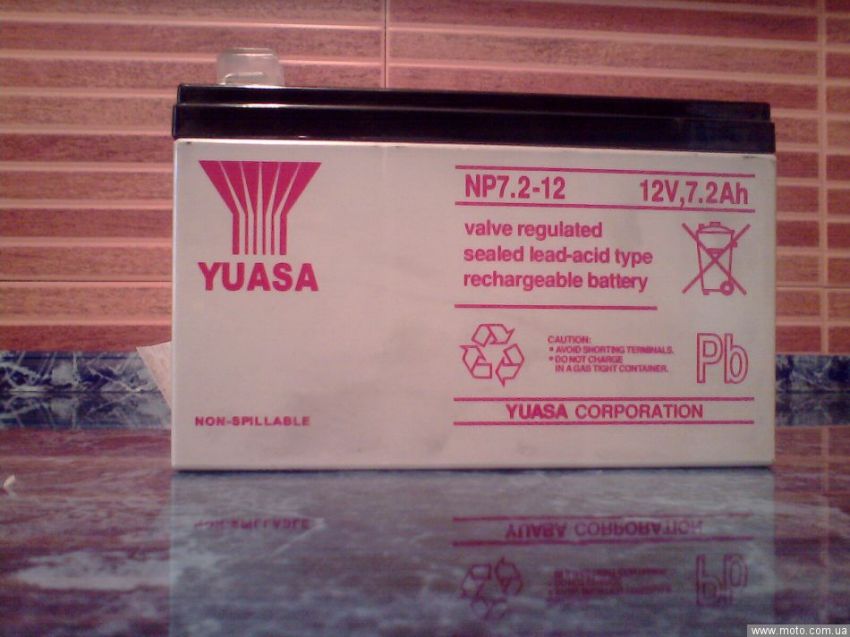 YUASA
NON-SPILLABLE
NP7.2-12 12V,7.2Ah
valve regulated
sealed lead-acid type
rechargeable battery
CAUTION:
• AVOID SHORTING TERMINALS.
• DO NOT CHARGE
IN A GAS TIGHT CONTAINER.
Pb
YUASA CORPORATION
www.moto.com.ua